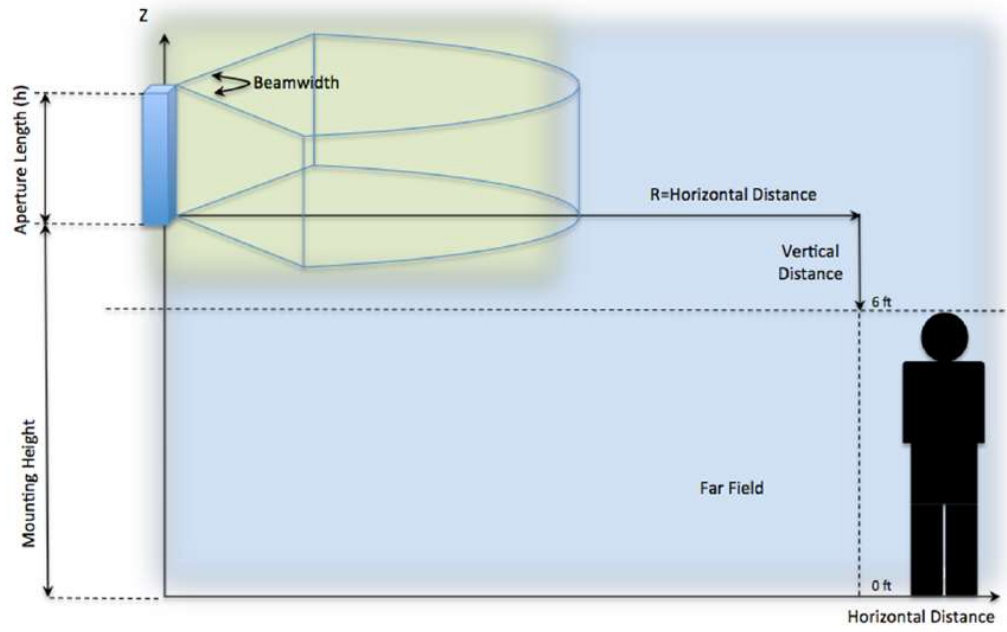 Z
Beamwidth
Aperture Length (h)
R=Horizontal Distance
Vertical
Distance
6 ft
Mounting Height
Far Field
0 ft
Horizontal Distance